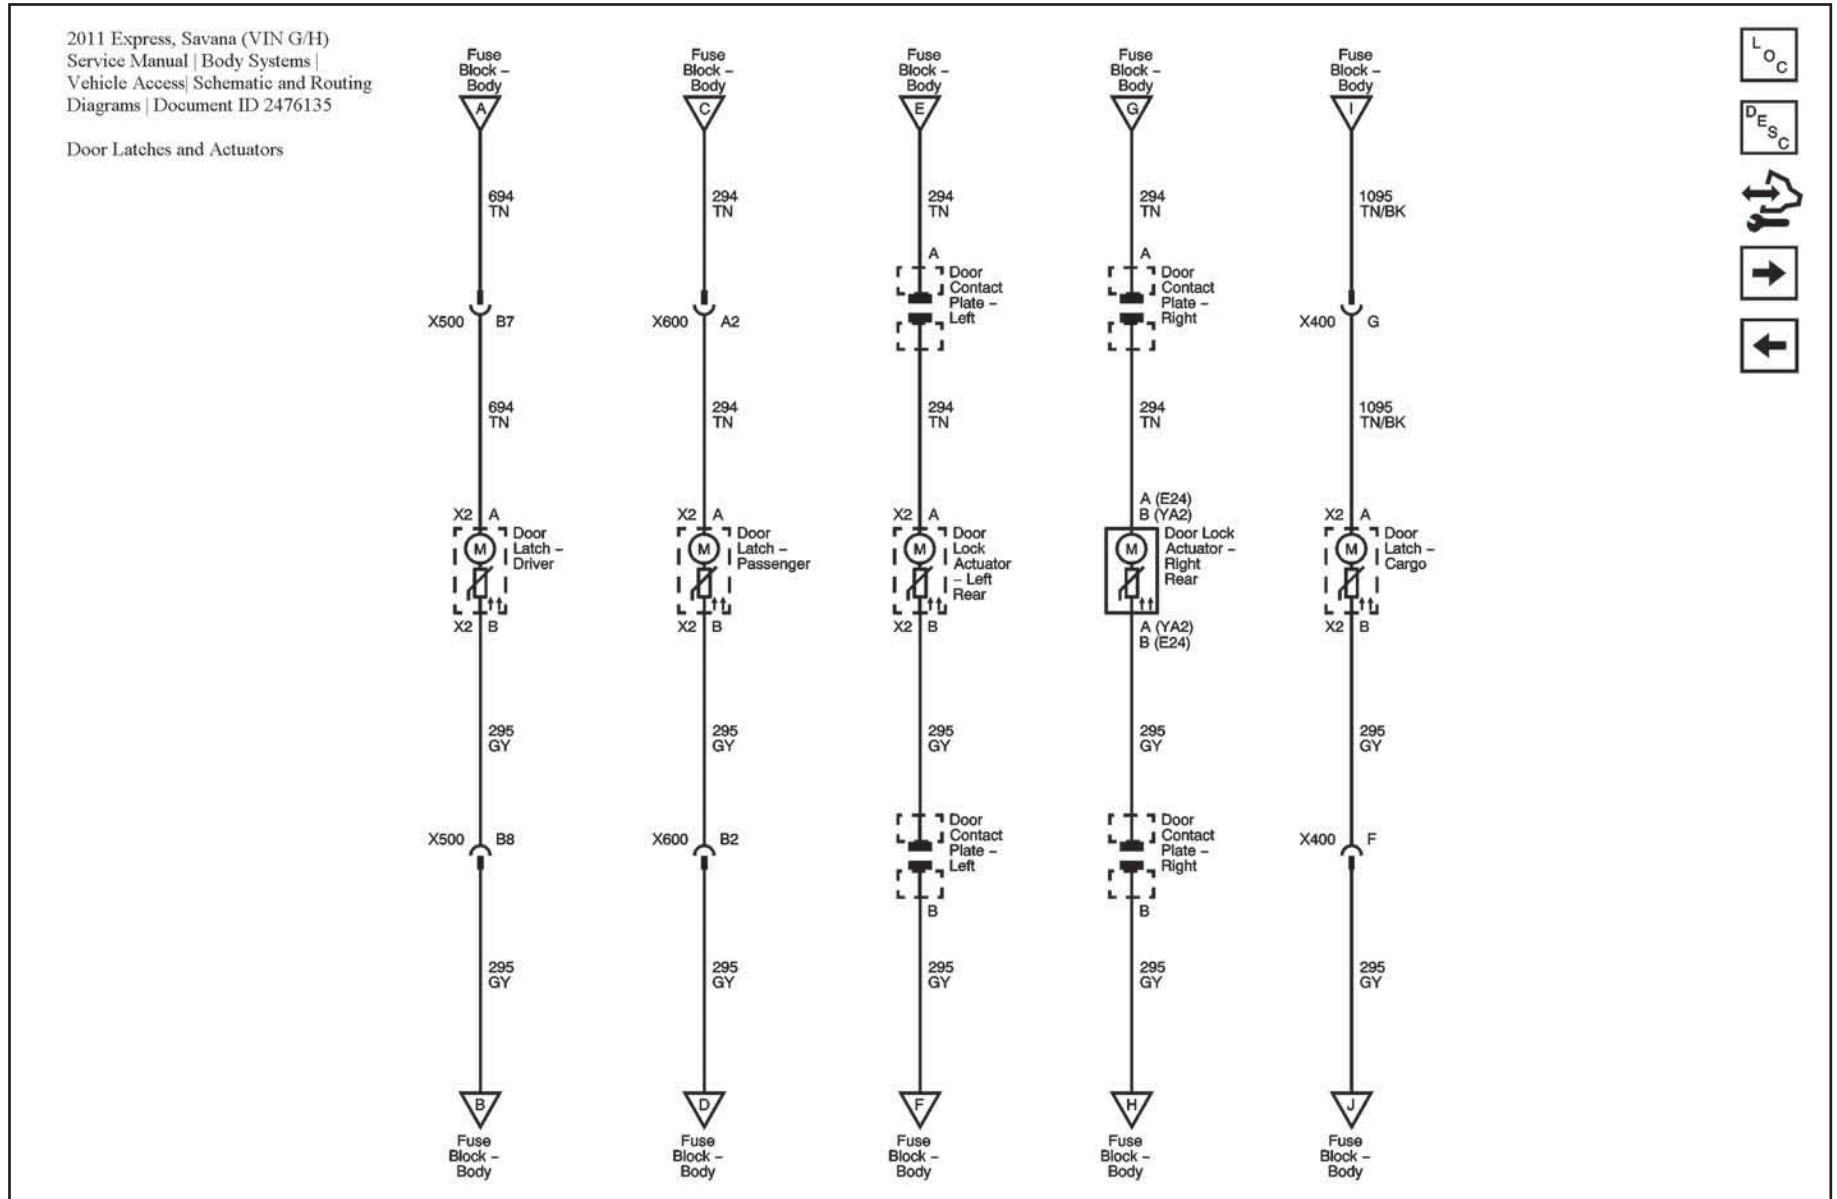 2011 Express, Savana (VIN G/H)
Service Manual | Body Systems |
Vehicle Access| Schematic and Routing
Diagrams | Document ID 2476135
Door Latches and Actuators
Fuse
Block –
Body
A
694
TN
X500 B7
694
TN
X2 A
M
Door
Latch –
Driver
X2 B
295
GY
X500 B8
295
GY
B
Fuse
Block –
Body
Fuse
Block –
Body
C
294
TN
X600 A2
294
TN
X2 A
M
Door
Latch –
Passenger
X2 B
295
GY
X600 B2
295
GY
D
Fuse
Block –
Body
Fuse
Block –
Body
E
294
TN
A
Door
Contact
Plate –
Left
294
TN
X2 A
M
Door
Lock
Actuator
– Left
Rear
X2 B
295
GY
Door
Contact
Plate –
Left
B
295
GY
F
Fuse
Block –
Body
Fuse
Block –
Body
G
294
TN
A
Door
Contact
Plate –
Right
294
TN
A (E24)
B (YA2)
M
Door Lock
Actuator –
Right
Rear
A (YA2)
B (E24)
295
GY
Door
Contact
Plate –
Right
B
295
GY
H
Fuse
Block –
Body
Fuse
Block –
Body
I
1095
TN/BK
X400 G
1095
TN/BK
X2 A
M
Door
Latch –
Cargo
X2 B
295
GY
X400 F
295
GY
J
Fuse
Block –
Body
LOC
DESC